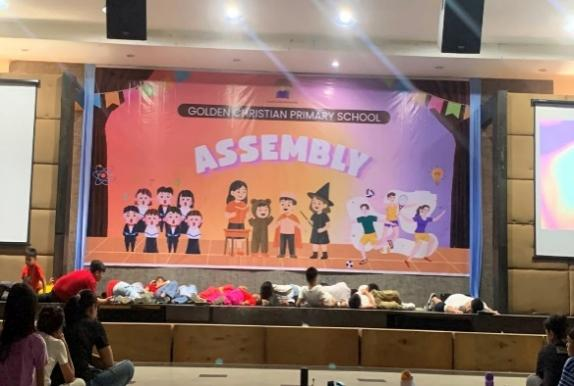 GOLDEN CHRISTIAN PRIMARY SCHOOL
ASSEMBLY